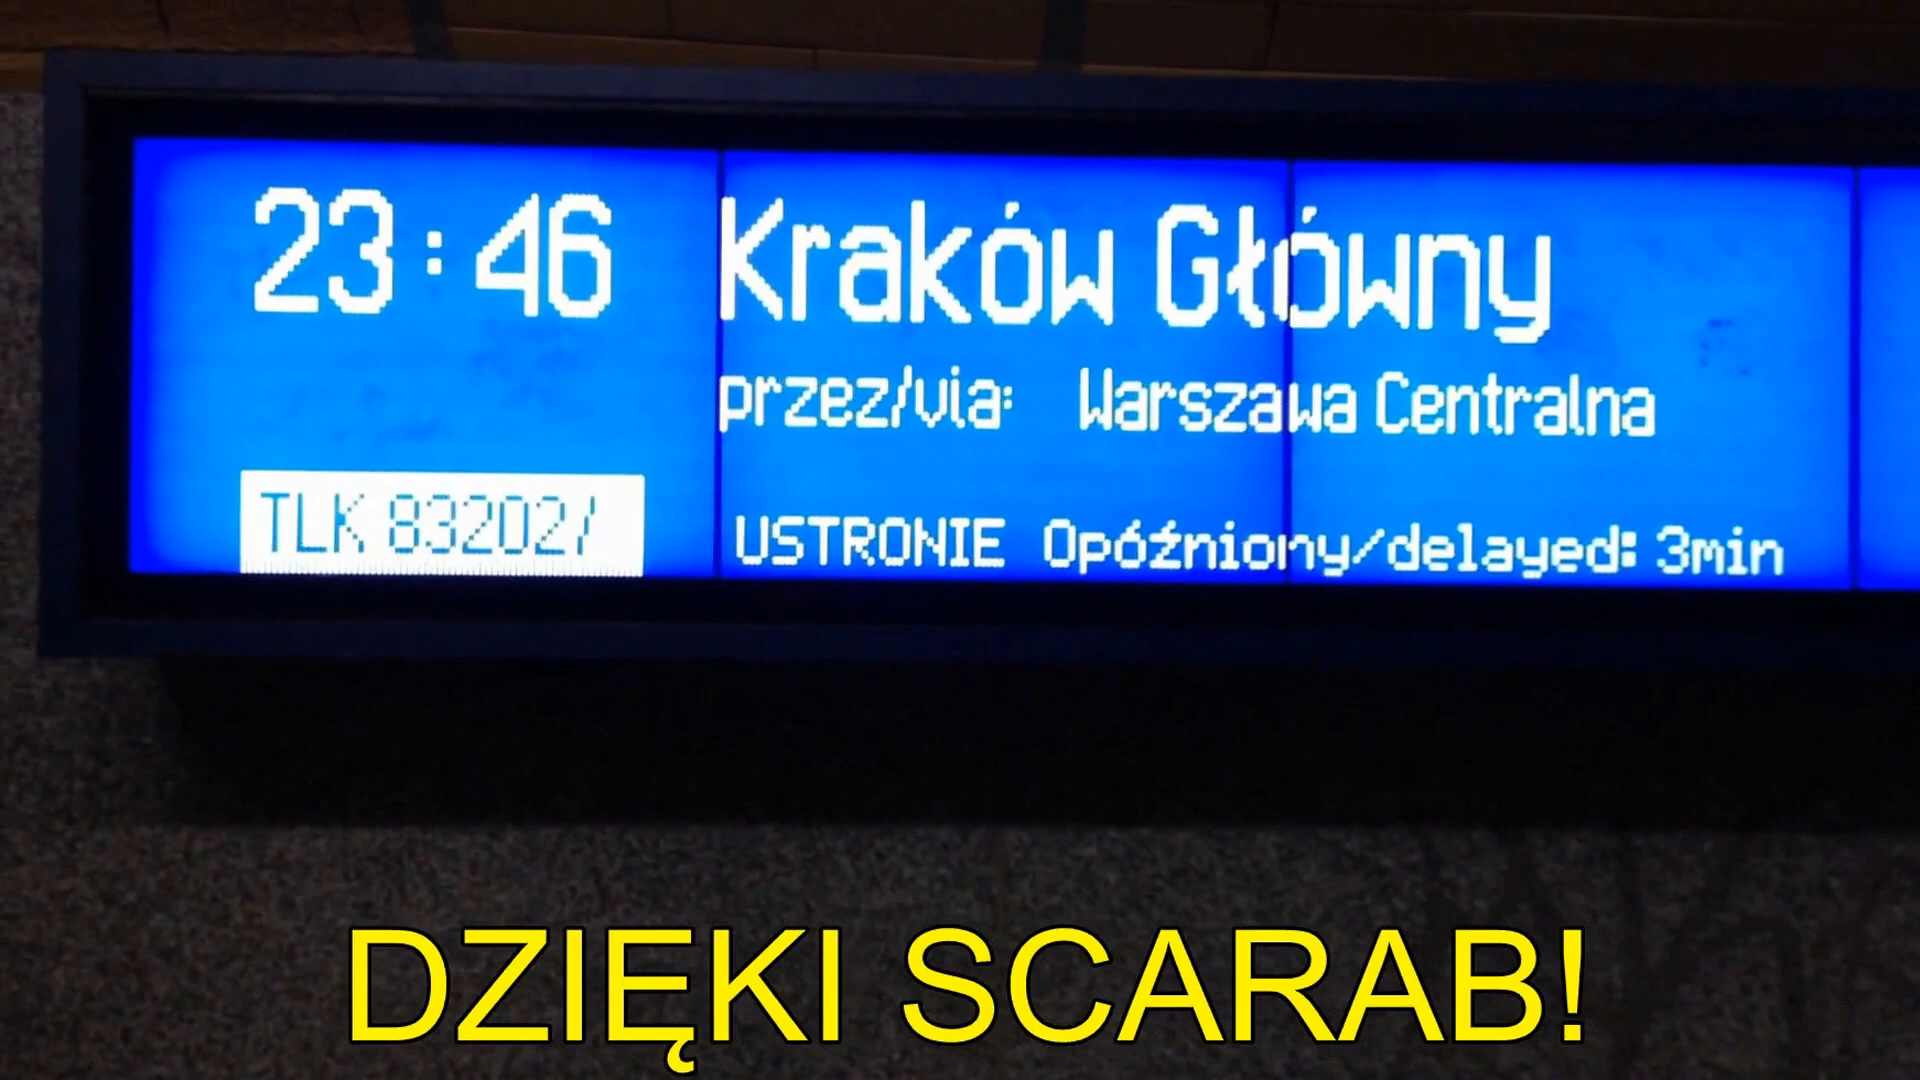 23:46 Kraków Główny
przez/via: Warszawa Centralna
TLK 83202/ USTRONIE Opóźniony/delayed: 3min
DZIĘKI SCARAB!